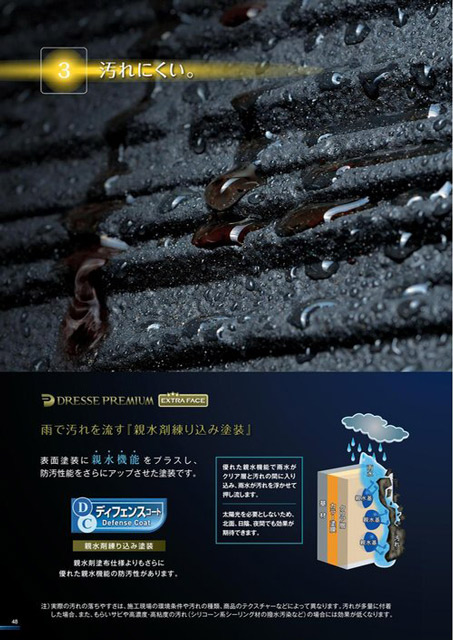 3 汚れにくい。
DRESSE PREMIUM EXTRA FACE
雨で汚れを流す『親水剤練り込み塗装』
表面塗装に親水機能をプラスし、
防汚性能をさらにアップさせた塗装です。
DC ディフェンスコート
Defense Coat
親水剤練り込み塗装
親水剤塗布仕様よりもさらに
優れた親水機能の防汚性があります。
優れた親水機能で雨水が
クリア層と汚れの間に入り
込み、雨水が汚れを浮かせて
押し流します。
太陽光を必要としないため、
北面、日陰、夜間でも効果が
期待できます。
基材
雨水
親水基
親水基
親水基
汚れ
注）実際の汚れの落ちやすさは、施工現場の環境条件や汚れの種類、商品のテクスチャーなどによって異なります。汚れが多量に付着
した場合、また、もらいサビや高濃度・高粘度の汚れ（シリコーン系シーリング材の撥水汚染など）の場合には効果が低くなります。
48